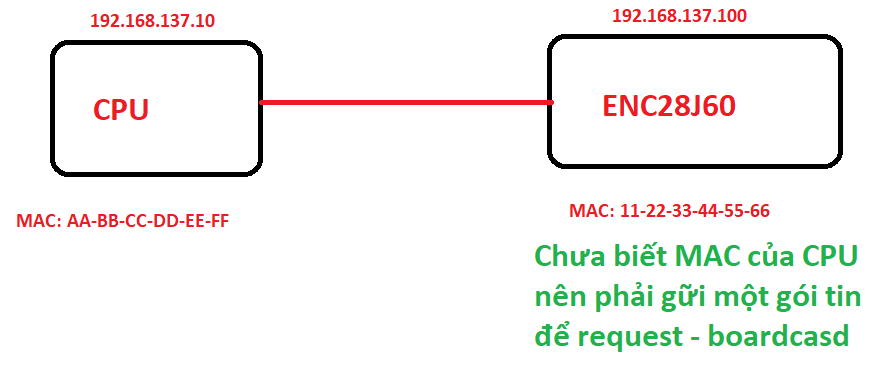 192.168.137.10
192.168.137.100
CPU
ENC28J60
MAC: AA-BB-CC-DD-EE-FF
MAC: 11-22-33-44-55-66
Chưa biết MAC của CPU
nên phải gữi một gói tin
để request - boardcasd